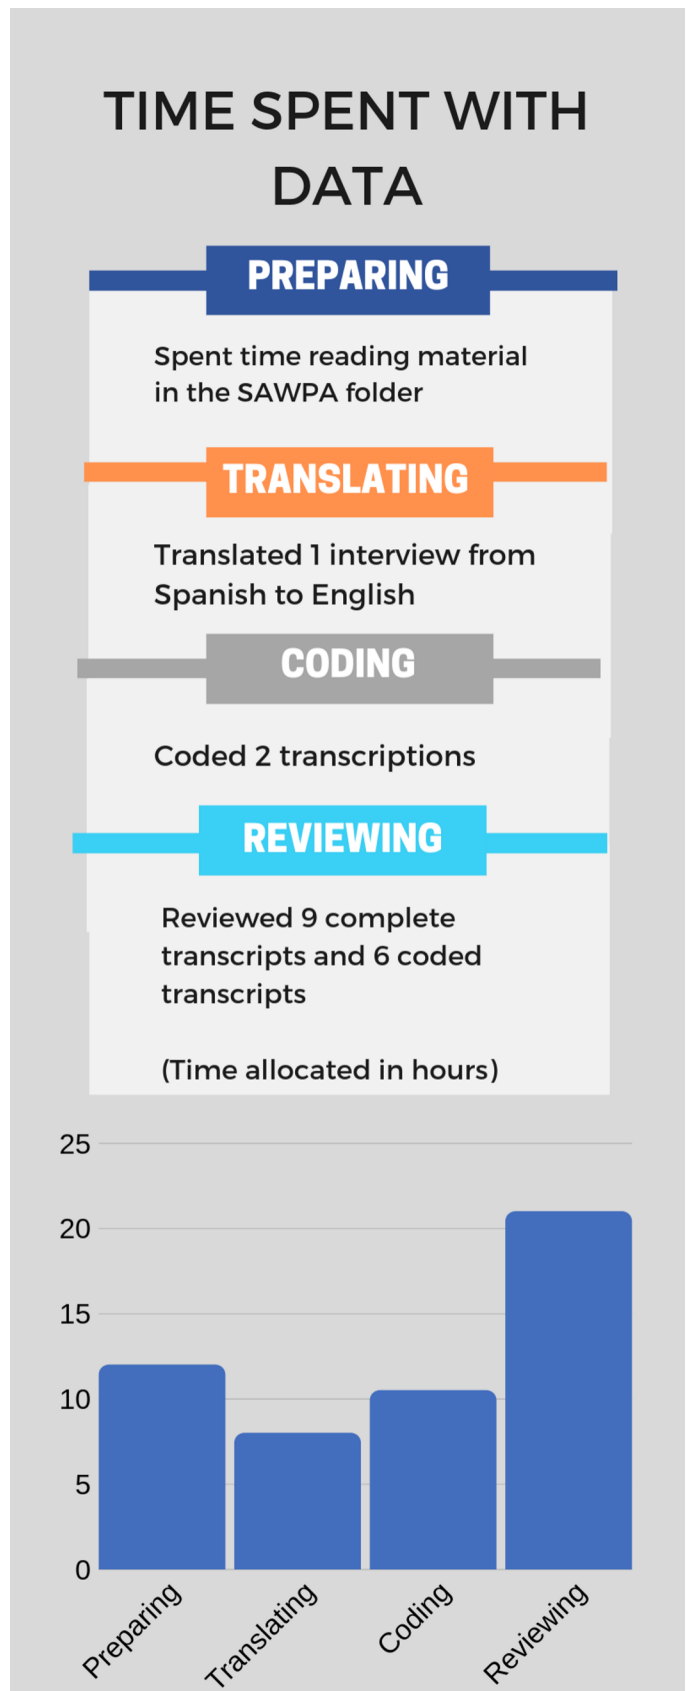 TIME SPENT WITH
DATA
PREPARING
Spent time reading material
in the SAWPA folder
TRANSLATING
Translated 1 interview from
Spanish to English
CODING
Coded 2 transcriptions
REVIEWING
Reviewed 9 complete
transcripts and 6 coded
transcripts
(Time allocated in hours)
25
20
15
10
5
0
Preparing
Translating
Coding
Reviewing